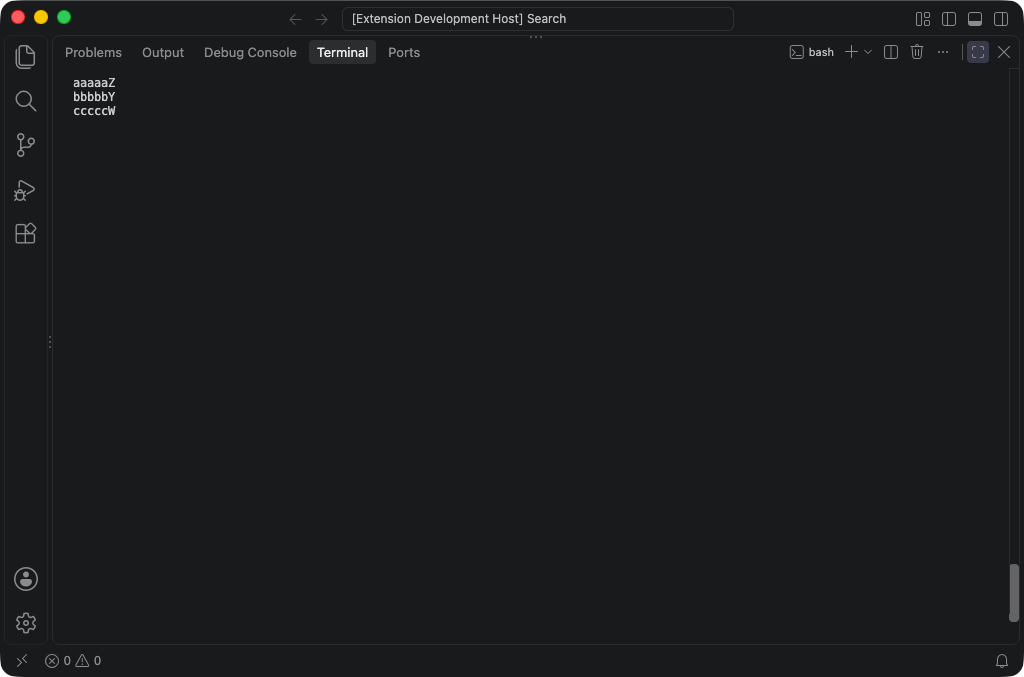 [Extension Development Host] Search
Problems Output Debug Console Terminal Ports bash
aaaaaZ
bbbbbY
cccccW
0 0